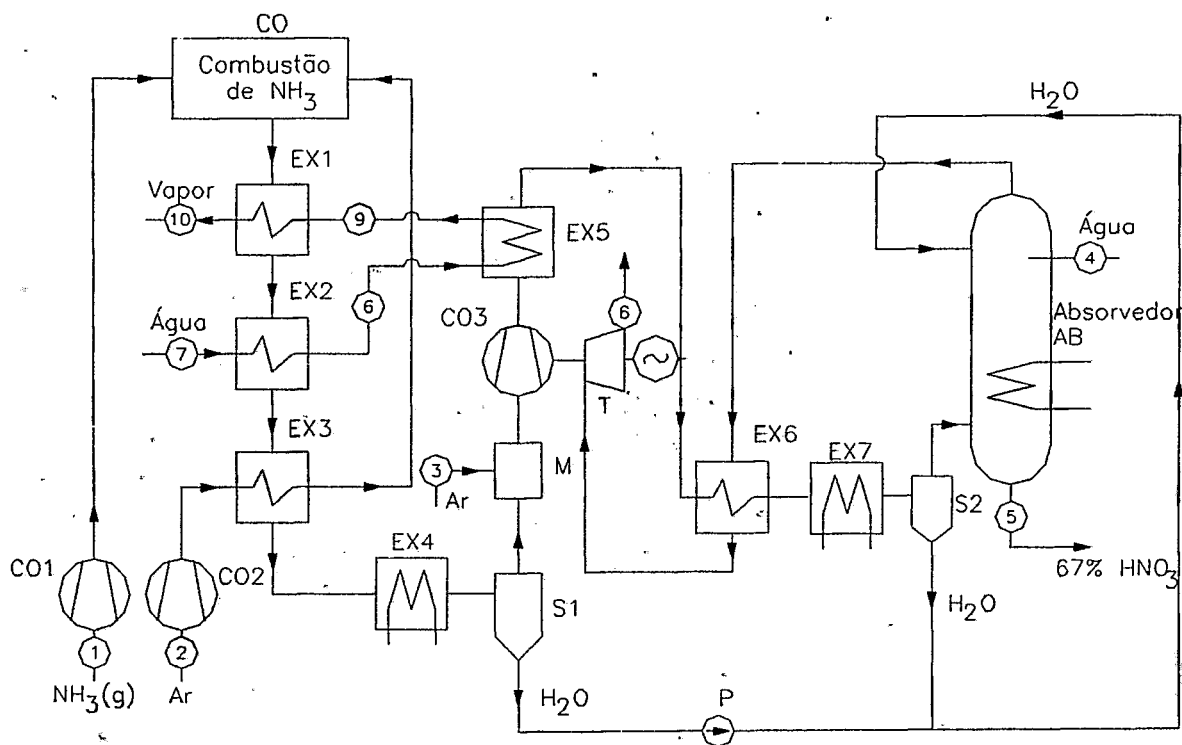 CO
Combustão
de NH3
H2O
EX1
Vapor
10
9
EX5
Água
4
EX2
6
6
CO3
Absorvedor
AB
Água
7
T
EX3
EX6
EX7
M
3
Ar
S2
5
67% HNO3
EX4
CO1
CO2
S1
H2O
1
2
NH3(g)
Ar
H2O
P